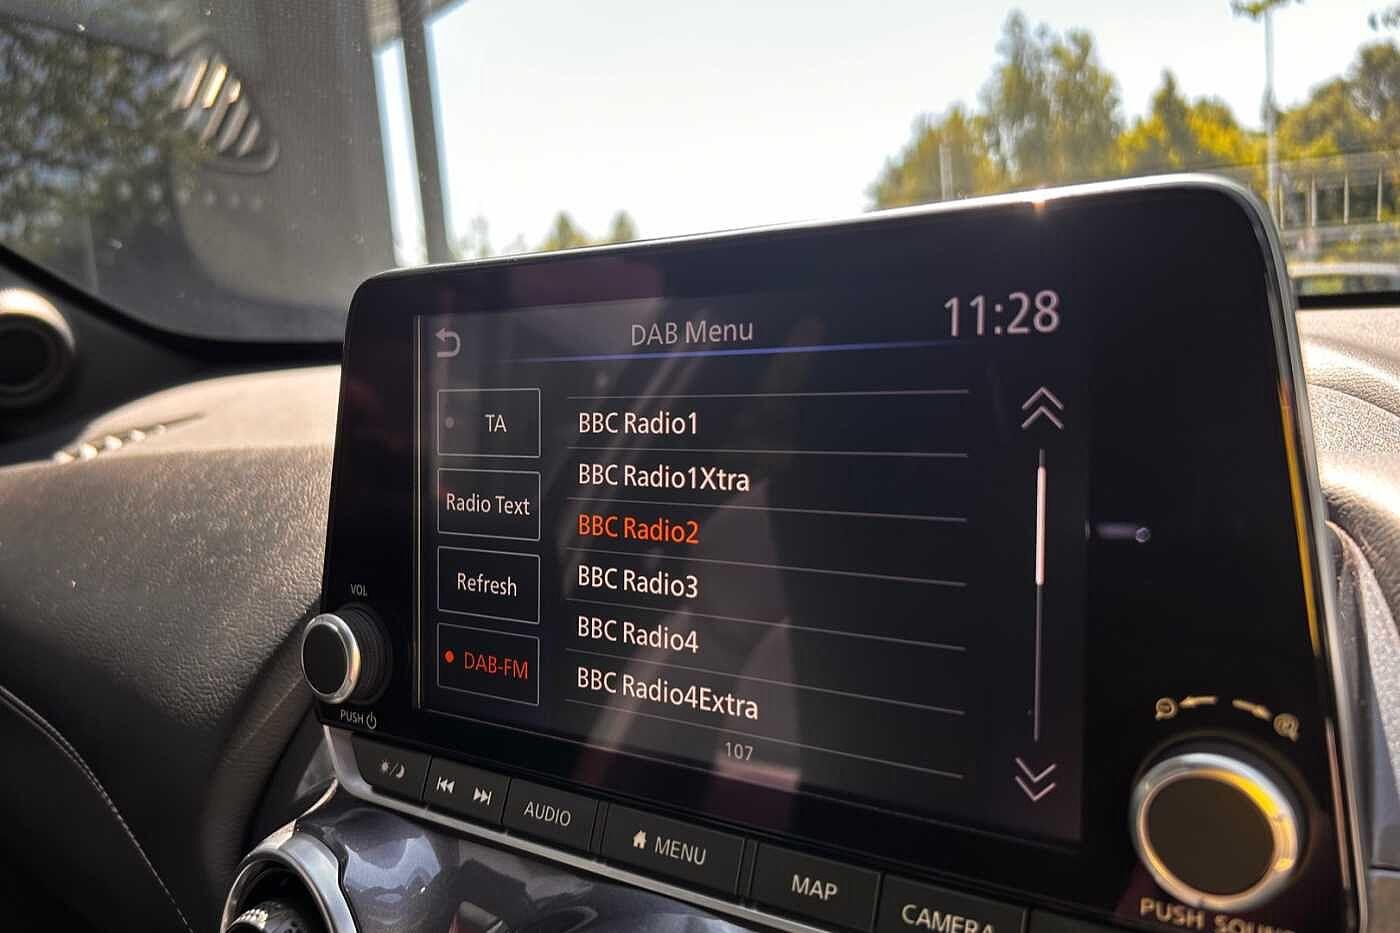 DAB Menu
11:28
TA
Radio Text
Refresh
DAB-FM
BBC Radio1
BBC Radio1Xtra
BBC Radio2
BBC Radio3
BBC Radio4
BBC Radio4Extra
107
VOL
PUSH
AUDIO
MENU
MAP
CAMERA
PUSH SOUN